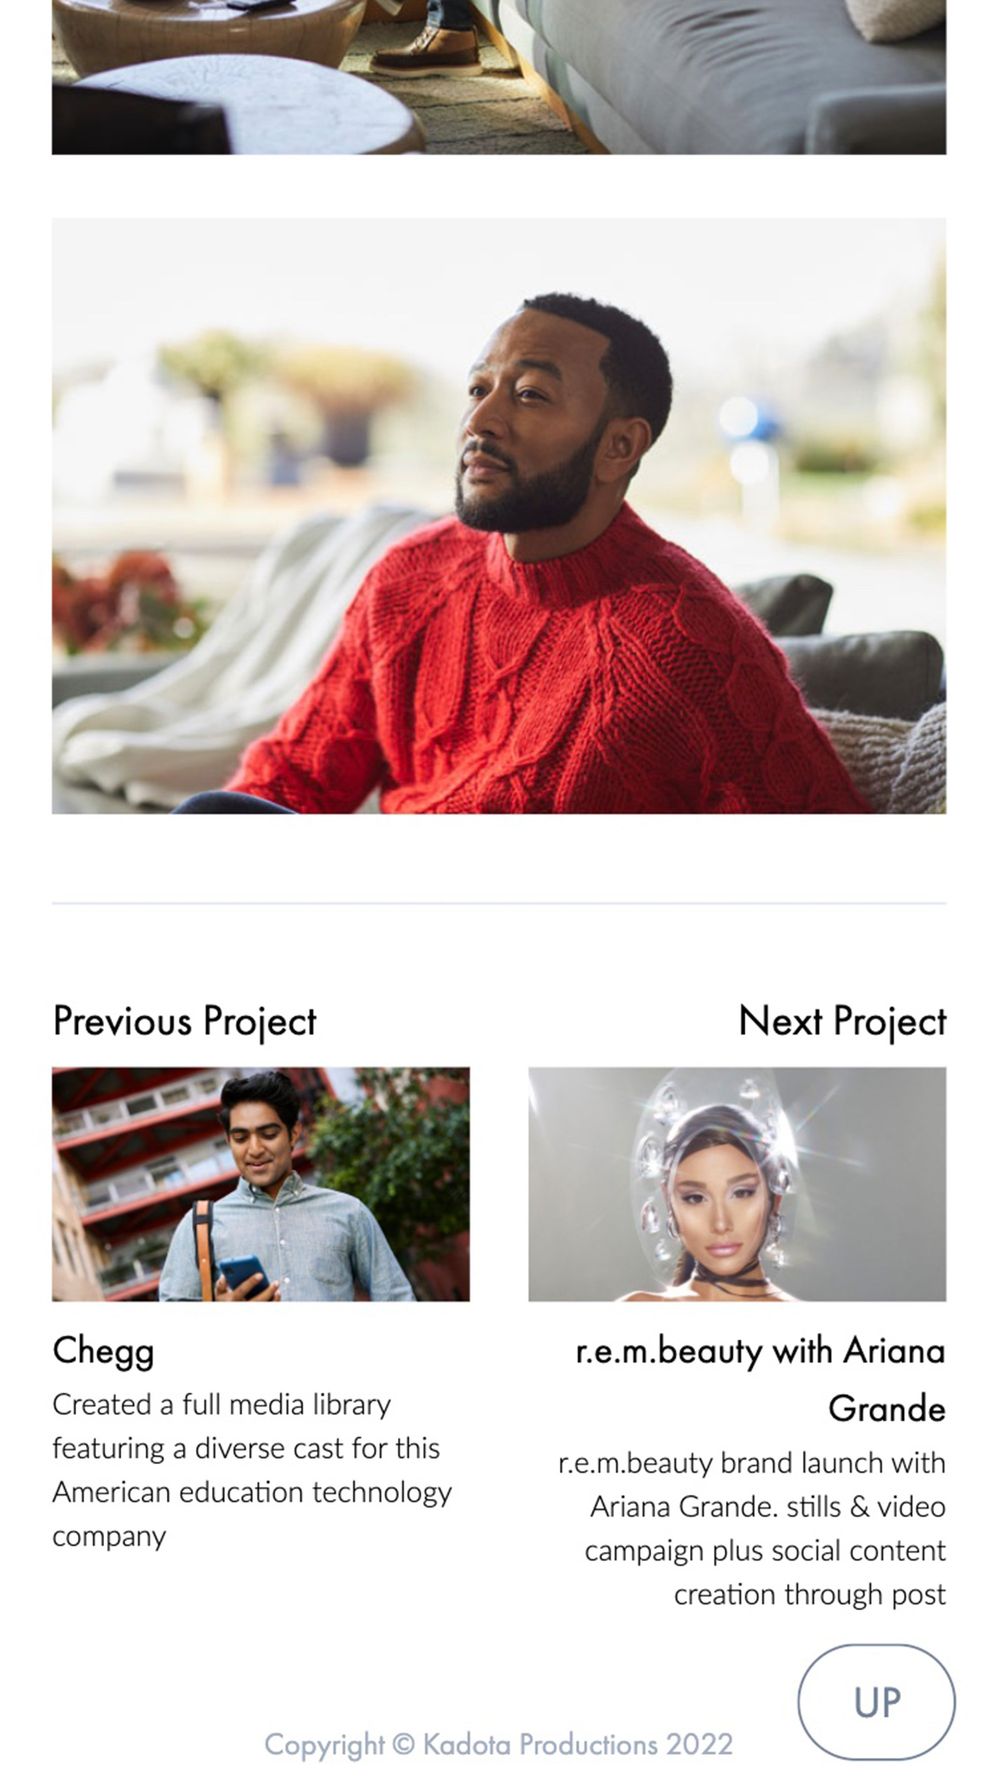 Previous Project
Next Project
Chegg
Created a full media library
featuring a diverse cast for this
American education technology
company
r.e.m.beauty with Ariana
Grande
r.e.m.beauty brand launch with
Ariana Grande. stills & video
campaign plus social content
creation through post
UP
Copyright © Kadota Productions 2022